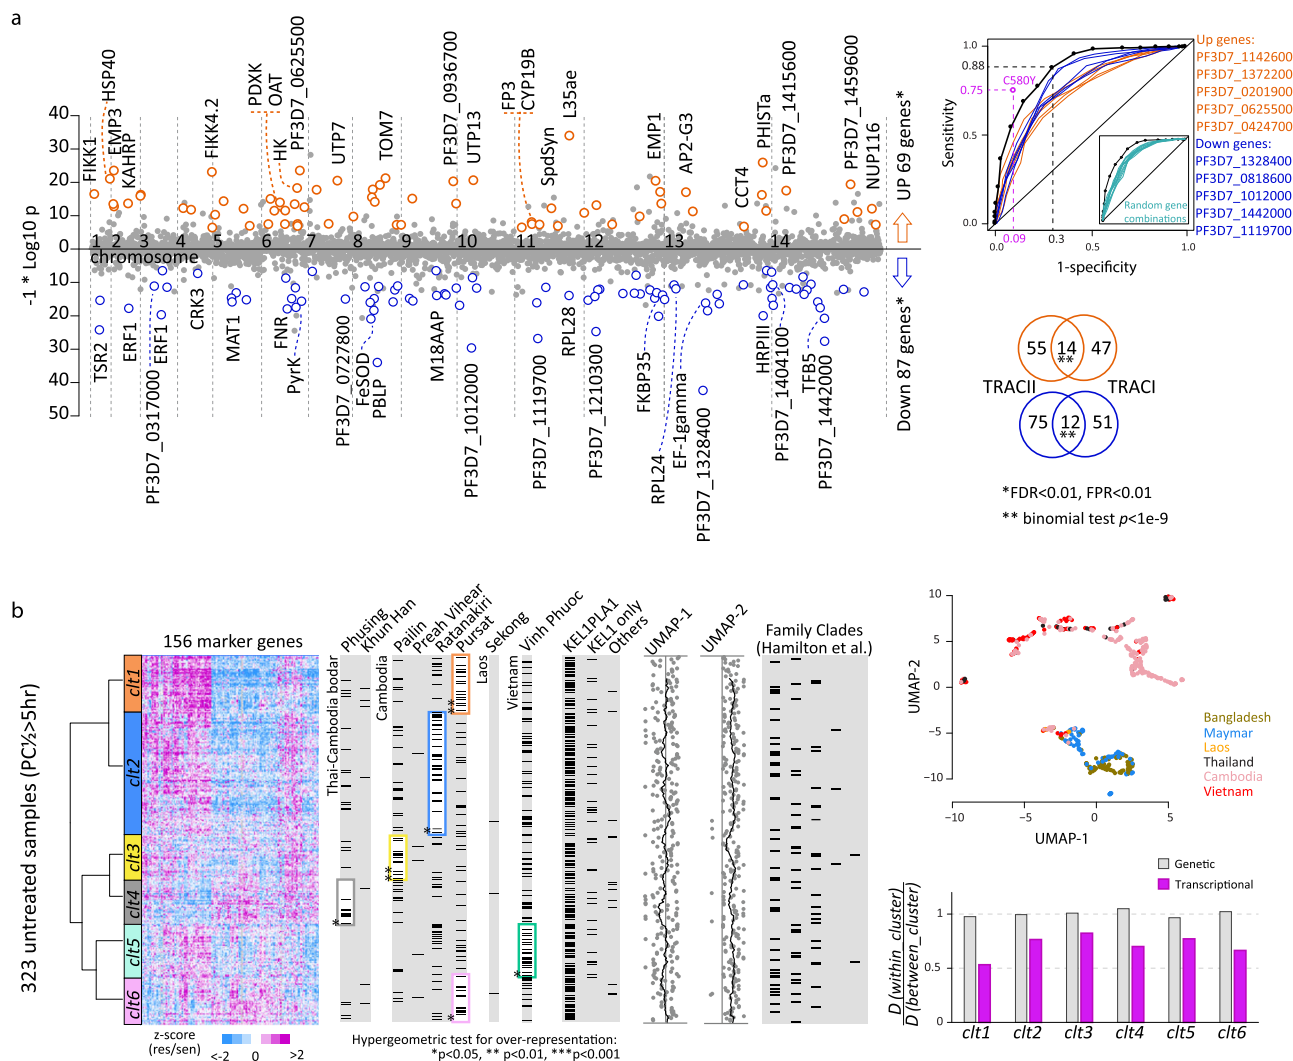 a
HSP40
EMP3
KAHRP
FIKK1
FIKK4.2
PDXK
OAT
HK
PF3D7_0625500
UTP7
TOM7
PF3D7_0936700
UTP13
FP3
CYP19B
SpdSyn
L35ae
EMP1
AP2-G3
CCT4
PHISTa
PF3D7_1415600
PF3D7_1459600
NUP116
UP 69 genes*
Down 87 genes*
-1 * Log10 p
40
30
20
10
0
10
20
30
40
50
1 2 3 4 5 6 7 8 9 10 11 12 13 14
chromosome
TSR2
ERF1
PF3D7_0317000
ERF1
CRK3
MAT1
FNR
PyrK
PF3D7_0727800
FeSOD
PBLP
M18AAP
PF3D7_1012000
PF3D7_1119700
RPL28
PF3D7_1210300
FKBP35
RPL24
EF-1gamma
PF3D7_1328400
HRPIII
PF3D7_1404100
TFB5
PF3D7_1442000
1.0
0.88
0.75
0.5
0.0
Sensitivity
C580Y
0.0
0.09
0.3
0.5
1.0
1-specificity
Random gene
combinations
Up genes:
PF3D7_1142600
PF3D7_1372200
PF3D7_0201900
PF3D7_0625500
PF3D7_0424700
Down genes:
PF3D7_1328400
PF3D7_0818600
PF3D7_1012000
PF3D7_1442000
PF3D7_1119700
55 14 47
**
TRACII TRACI
75 12 51
**
*FDR<0.01, FPR<0.01
** binomial test p<1e-9
b
156 marker genes
323 untreated samples (PC½>5hr)
clt1
clt2
clt3
clt4
clt5
clt6
z-score
(res/sen)
<-2 0 >2
Thai-Cambodia bodar
Phusing
Khun Han
Cambodia
Pailin
Preah Vihear
Ratanakiri
Pursat
Laos
Sekong
Vietnam
Vinh Phuoc
KEL1PLA1
KEL1 only
Others
UMAP-1
UMAP-2
Family Clades
(Hamilton et al.)
**
*
**
*
*
*
Hypergeometric test for over-representation:
*p<0.05, ** p<0.01, ***p<0.001
10
5
0
−5
−10
UMAP-2
−10 −5 0 5
UMAP-1
Bangladesh
Maymar
Laos
Thailand
Cambodia
Vietnam
Genetic
Transcriptional
D (within_cluster)
D (between_cluster)
1
0.5
0
clt1 clt2 clt3 clt4 clt5 clt6